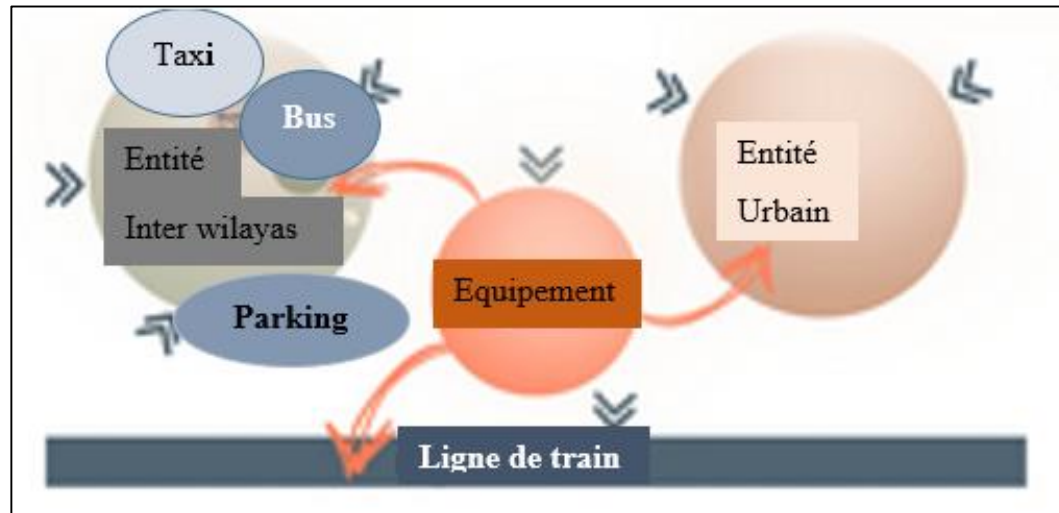 Taxi
Bus
Entité
Inter wilayas
Parking
Equipement
Entité
Urbain
Ligne de train